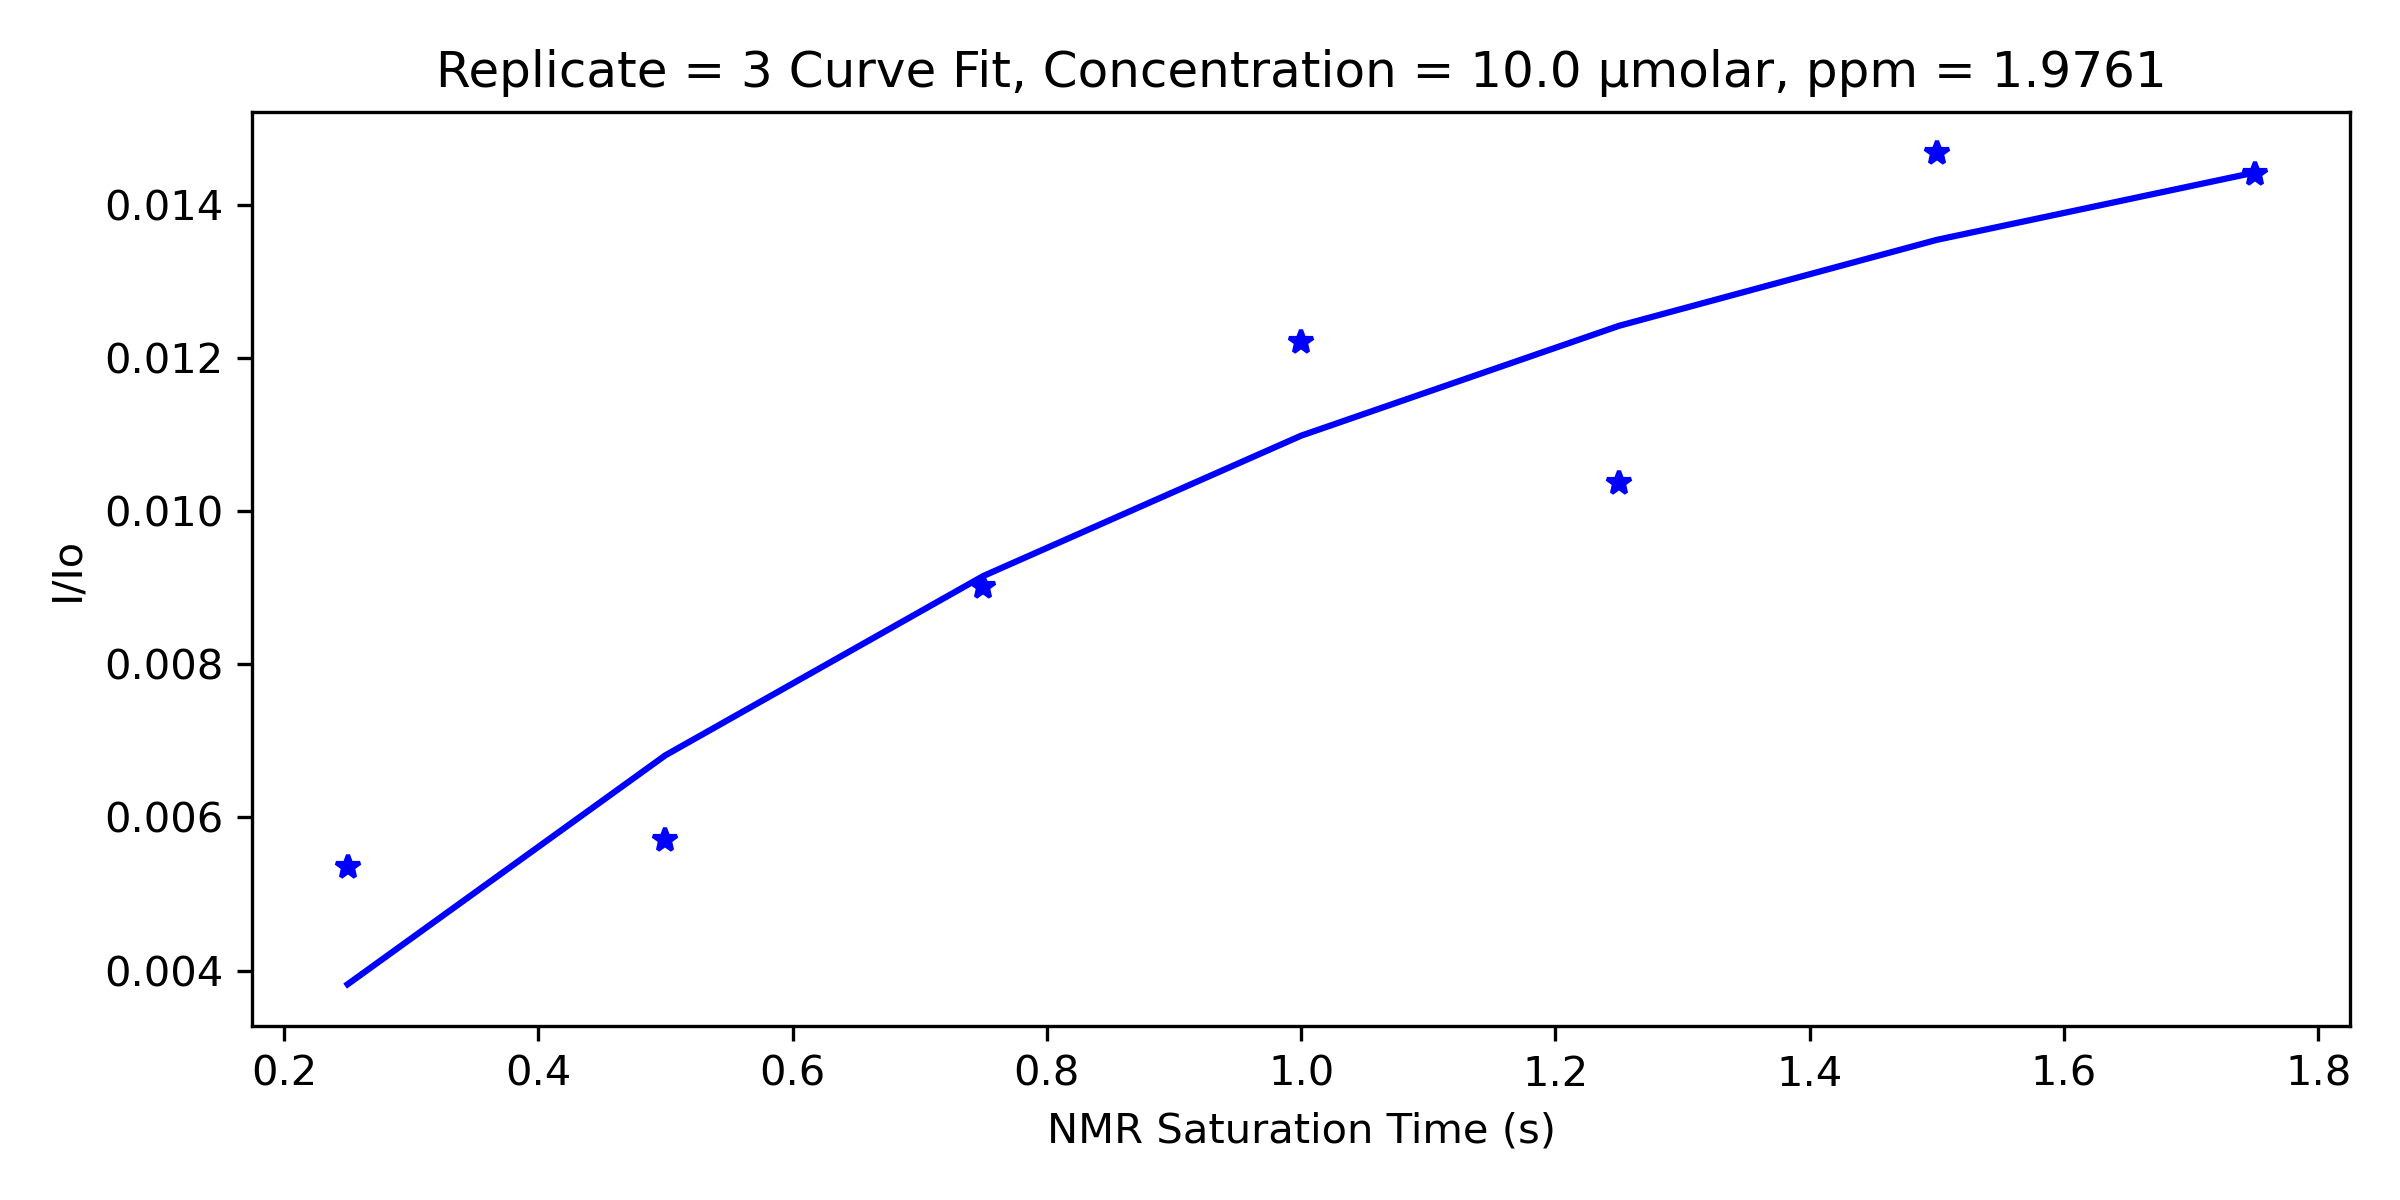 Replicate = 3 Curve Fit, Concentration = 10.0 µmolar, ppm = 1.9761
0.014
0.012
0.010
0.008
0.006
0.004
I/Io
0.2 0.4 0.6 0.8 1.0 1.2 1.4 1.6 1.8
NMR Saturation Time (s)